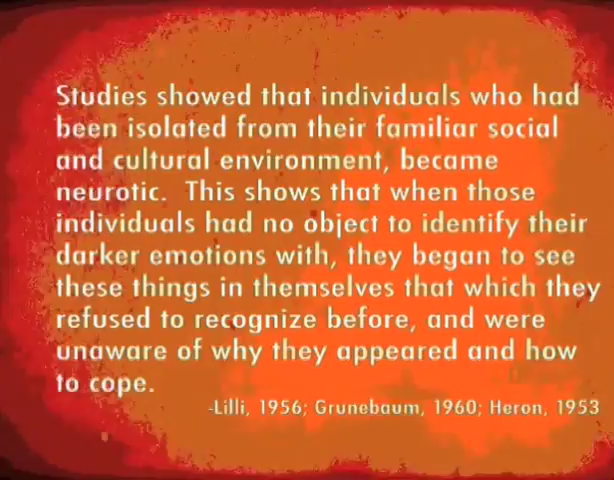 Studies showed that individuals who had
been isolated from their familiar social
and cultural environment, became
neurotic.  This shows that when those
individuals had no object to identify their
darker emotions with, they began to see
these things in themselves that which they
refused to recognize before, and were
unaware of why they appeared and how
to cope.
-Lilli, 1956; Grunebaum, 1960; Heron, 1953